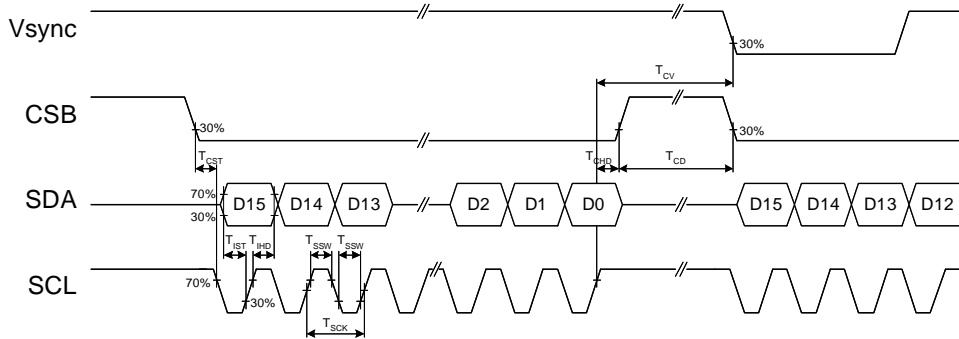 Vsync
30%
T_CV
CSB
30%
30%
T_CST
T_CHD
T_CD
SDA
70%
30%
D15 D14 D13 D2 D1 D0 D15 D14 D13 D12
T_IST T_IHD T_SSW T_SSW
SCL
70%
30%
T_SCK